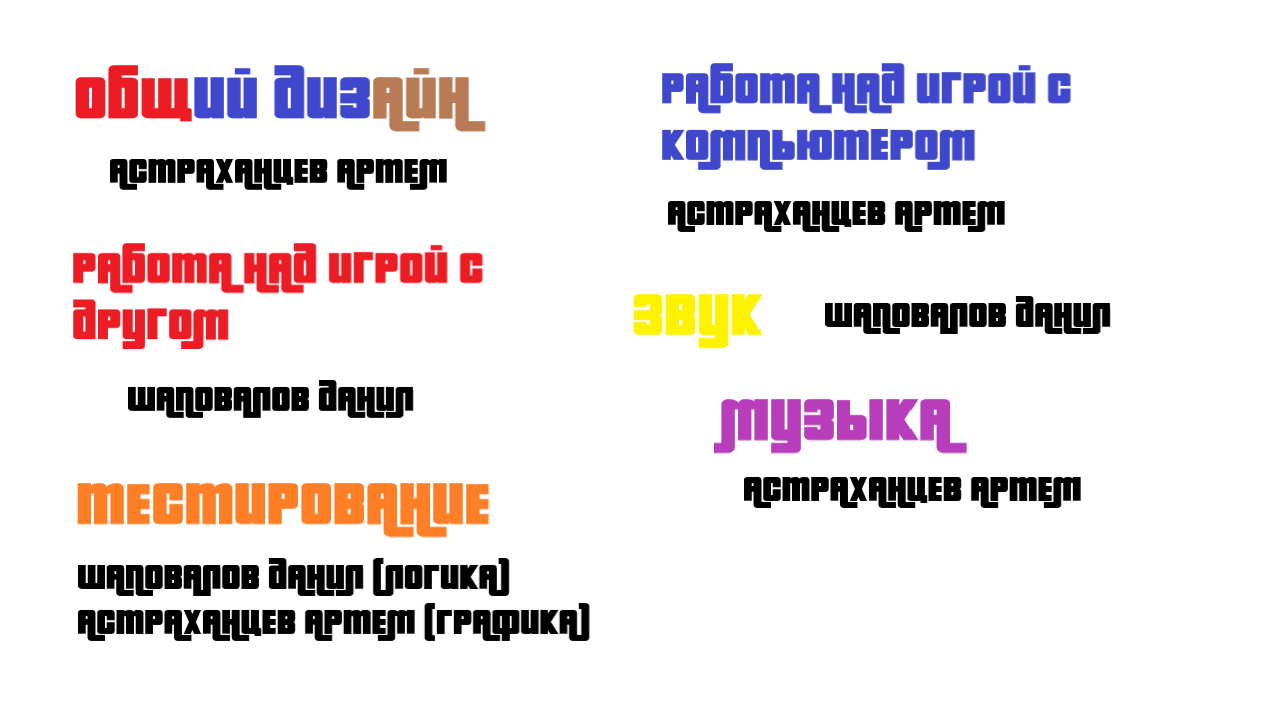 ОБЩИЙ ДИЗАЙН
АСТРАХАНЦЕВ АРТЕМ
РАБОТА НАД ИГРОЙ С
ДРУГОМ
ШАПОВАЛОВ ДАНИЛ
ТЕСТИРОВАНИЕ
ШАПОВАЛОВ ДАНИЛ (ЛОГИКА)
АСТРАХАНЦЕВ АРТЕМ (ГРАФИКА)
РАБОТА НАД ИГРОЙ С
КОМПЬЮТЕРОМ
АСТРАХАНЦЕВ АРТЕМ
ЗВУК ШАПОВАЛОВ ДАНИЛ
МУЗЫКА
АСТРАХАНЦЕВ АРТЕМ